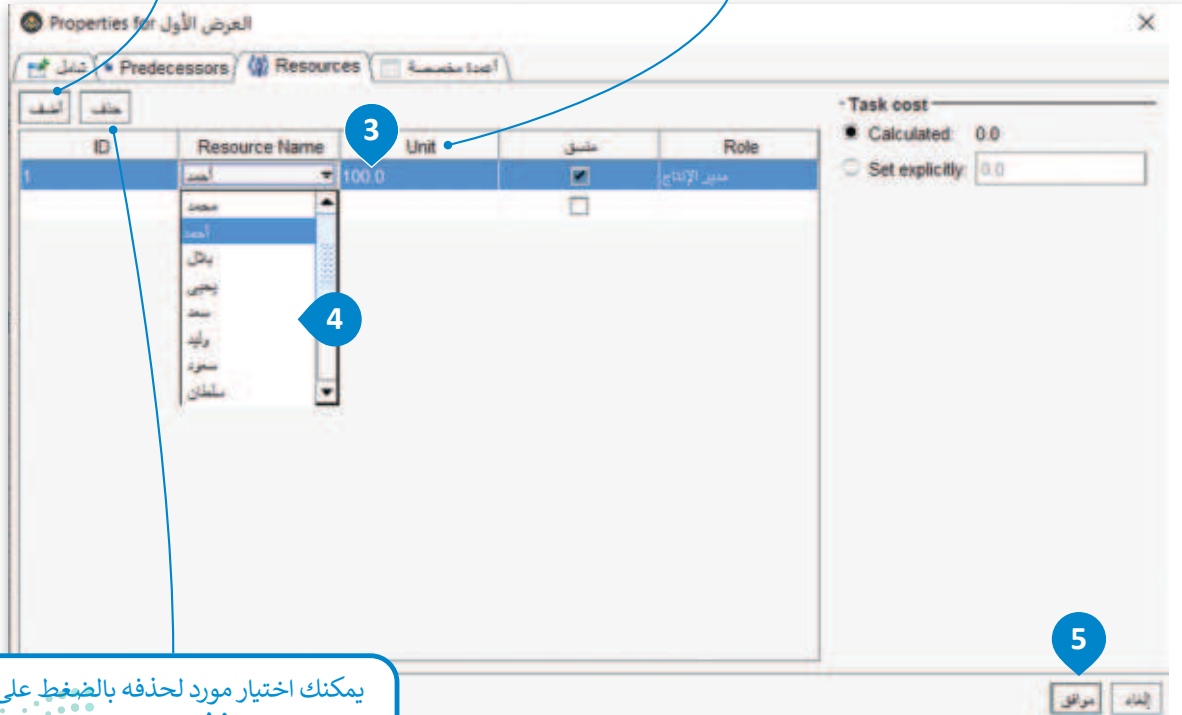 Properties for العرض الأول
شامل Predecessors Resources أعمدة مخصصة
أضف حذف
ID Resource Name Unit منسق Role
1 أحمد 100.0 مدير الإنتاج
محمد
أحمد
بلال
يحيى
سعد
وليد
سعود
سلطان
Task cost
Calculated: 0.0
Set explicitly: 0.0
3
4
5
يمكنك اختيار مورد لحذفه بالضغط على
موافق إلغاء